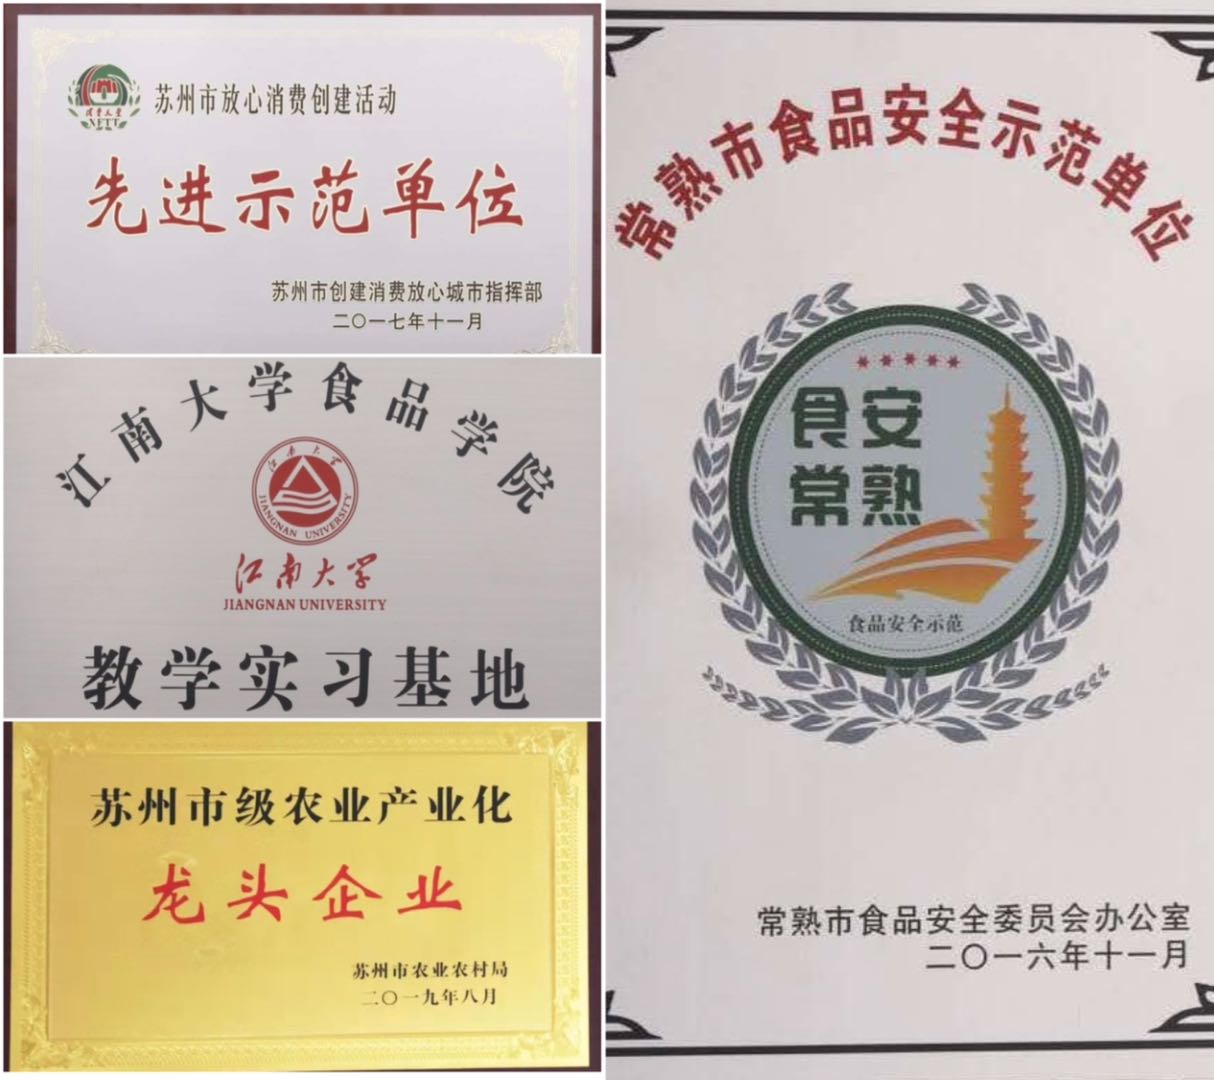 苏州市放心消费创建活动
先进示范单位
苏州市创建消费放心城市指挥部
二〇一七年十一月
江南大学食品学院
江南大学
JIANGNAN UNIVERSITY
江南大学
JIANGNAN UNIVERSITY
教学实习基地
苏州市级农业产业化
龙头企业
苏州市农业农村局
二〇一九年八月
常熟市食品安全示范单位
食安
常熟
食品安全示范
常熟市食品安全委员会办公室
二〇一六年十一月